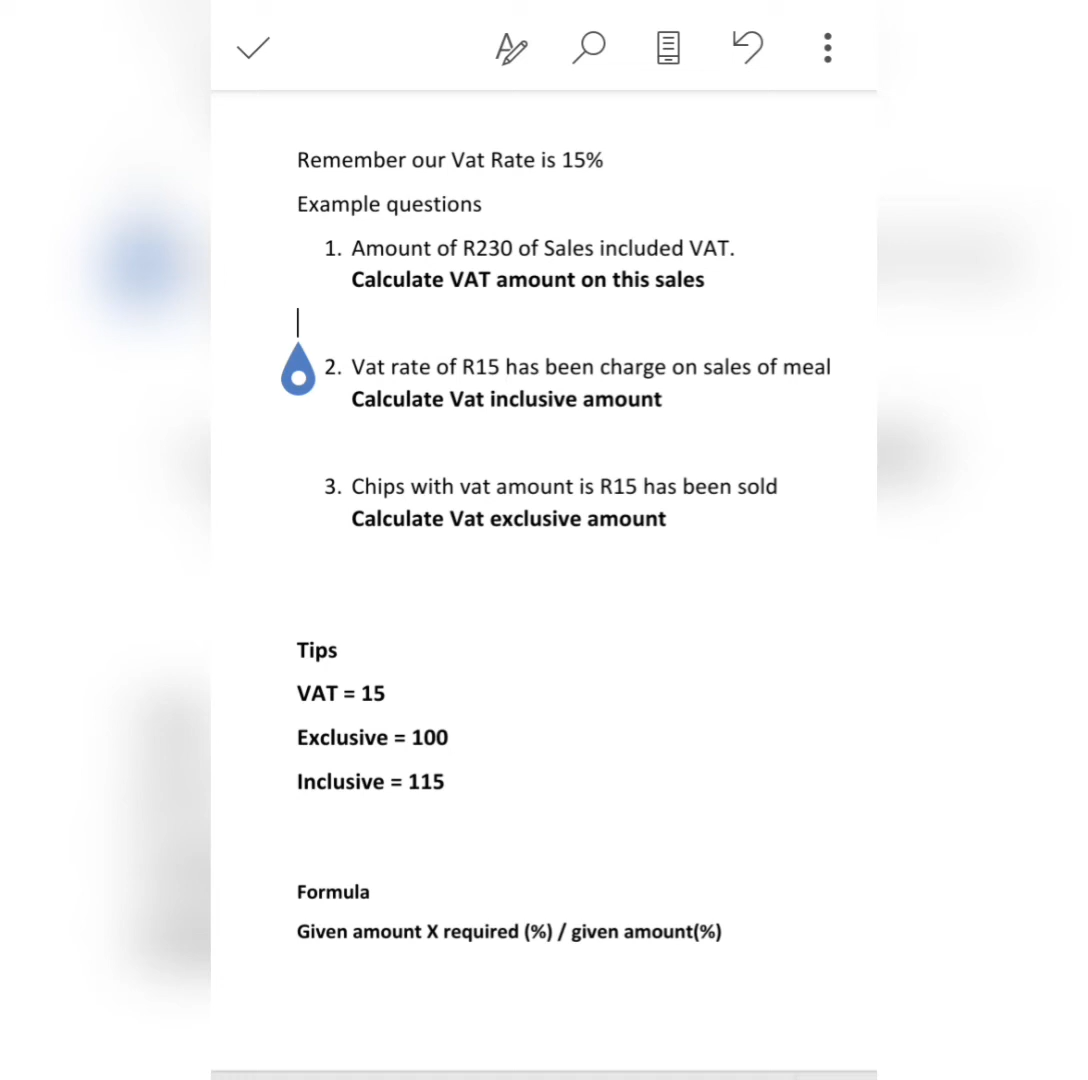 Remember our Vat Rate is 15%
Example questions
1. Amount of R230 of Sales included VAT.
Calculate VAT amount on this sales
2. Vat rate of R15 has been charge on sales of meal
Calculate Vat inclusive amount
3. Chips with vat amount is R15 has been sold
Calculate Vat exclusive amount
Tips
VAT = 15
Exclusive = 100
Inclusive = 115
Formula
Given amount X required (%) / given amount(%)